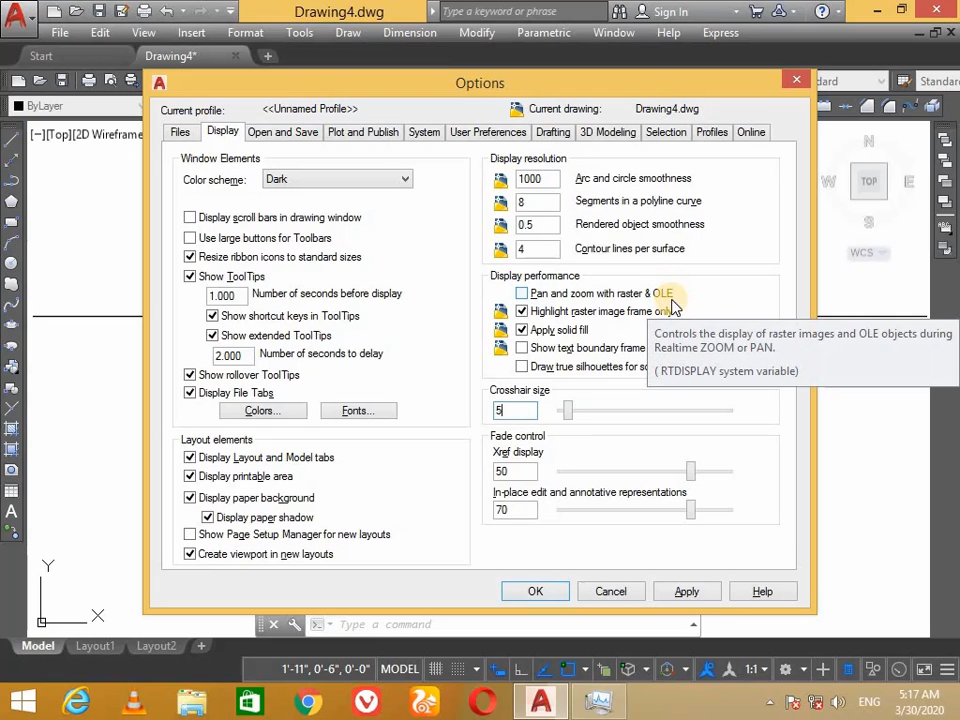 Drawing4.dwg
Type a keyword or phrase
Sign In
File Edit View Insert Format Tools Draw Dimension Modify Parametric Window Help Express
Start
Drawing4*
ByLayer
dard
Standard
[−][Top][2D Wireframe
Options
Current profile: <<Unnamed Profile>>
Current drawing: Drawing4.dwg
Files Display Open and Save Plot and Publish System User Preferences Drafting 3D Modeling Selection Profiles Online
Window Elements
Color scheme: Dark
Display scroll bars in drawing window
Use large buttons for Toolbars
Resize ribbon icons to standard sizes
Show ToolTips
1.000 Number of seconds before display
Show shortcut keys in ToolTips
Show extended ToolTips
2.000 Number of seconds to delay
Show rollover ToolTips
Display File Tabs
Colors... Fonts...
Layout elements
Display Layout and Model tabs
Display printable area
Display paper background
Display paper shadow
Show Page Setup Manager for new layouts
Create viewport in new layouts
Display resolution
1000 Arc and circle smoothness
8 Segments in a polyline curve
0.5 Rendered object smoothness
4 Contour lines per surface
Display performance
Pan and zoom with raster & OLE
Highlight raster image frame only
Apply solid fill
Show text boundary frame
Draw true silhouettes for so
Controls the display of raster images and OLE objects during
Realtime ZOOM or PAN.
( RTDISPLAY system variable)
Crosshair size
5
Fade control
Xref display
50
In-place edit and annotative representations
70
OK Cancel Apply Help
N
W TOP E
S
WCS
Y
X
Type a command
Model Layout1 Layout2 +
1'-11", 0'-6", 0'-0" MODEL
1:1
ENG
5:17 AM
3/30/2020